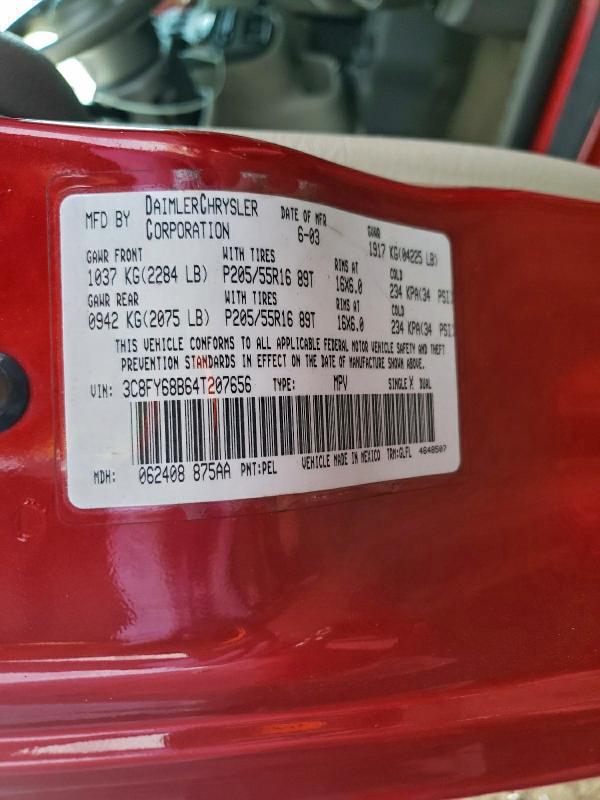 MFD BY DAIMLERCHRYSLER CORPORATION DATE OF MFR 6-03 GVWR 1917 KG(04225 LB)
GAWR FRONT WITH TIRES RIMS AT COLD
1037 KG(2284 LB) P205/55R16 89T 16X6.0 234 KPA(34 PSI)
GAWR REAR WITH TIRES RIMS AT COLD
0942 KG(2075 LB) P205/55R16 89T 16X6.0 234 KPA(34 PSI)
THIS VEHICLE CONFORMS TO ALL APPLICABLE FEDERAL MOTOR VEHICLE SAFETY AND THEFT
PREVENTION STANDARDS IN EFFECT ON THE DATE OF MANUFACTURE SHOWN ABOVE.
VIN: 3C8FY68B64T207656 TYPE: MPV SINGLE X DUAL
MDH: 062408 875AA PNT:PEL VEHICLE MADE IN MEXICO TRM:GLFL 4648507